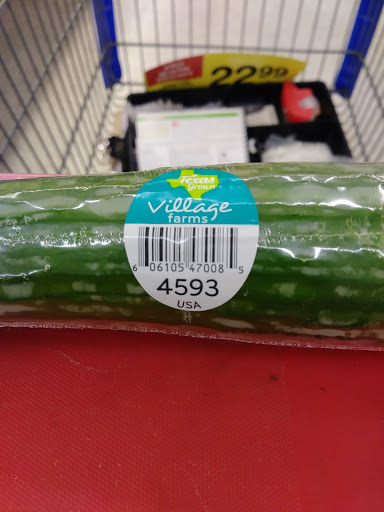 22.99
Texas
Grown
Village
farms
6 06105 47008 5
4593
USA